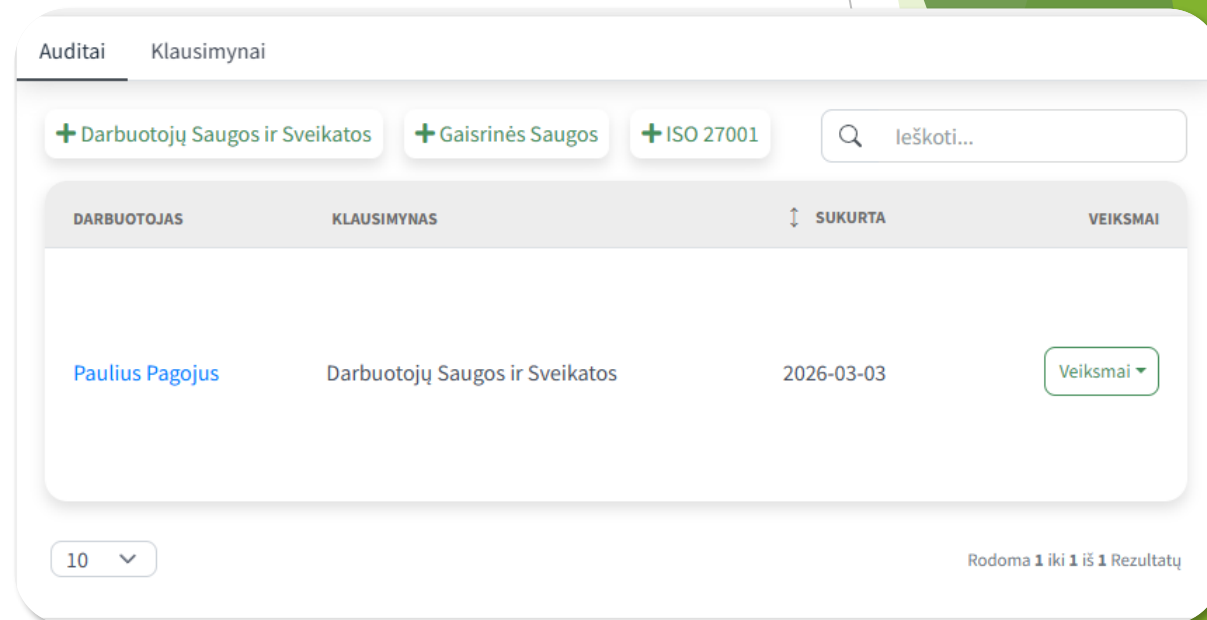 Auditai Klausimynai
+ Darbuotojų Saugos ir Sveikatos + Gaisrinės Saugos + ISO 27001 Ieškoti...
DARBUOTOJAS KLAUSIMYNAS SUKURTA VEIKSMAI
Paulius Pagojus Darbuotojų Saugos ir Sveikatos 2026-03-03 Veiksmai
10 Rodoma 1 iki 1 iš 1 Rezultatų